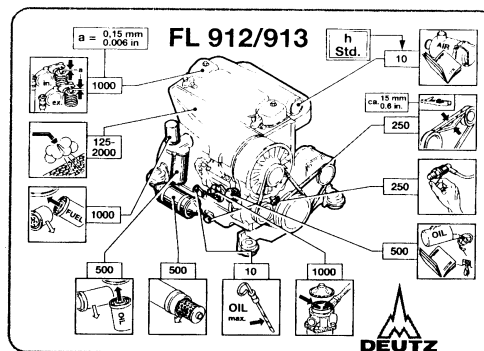 a = 0,15 mm
0.006 in
FL 912/913
h
Std.
AIR
10
in.
a
ex.
1000
ca. 15 mm
0.6 in.
250
125-
2000
FUEL
1000
250
500
OIL
500
500
10
1000
OIL
OIL
max.
DEUTZ